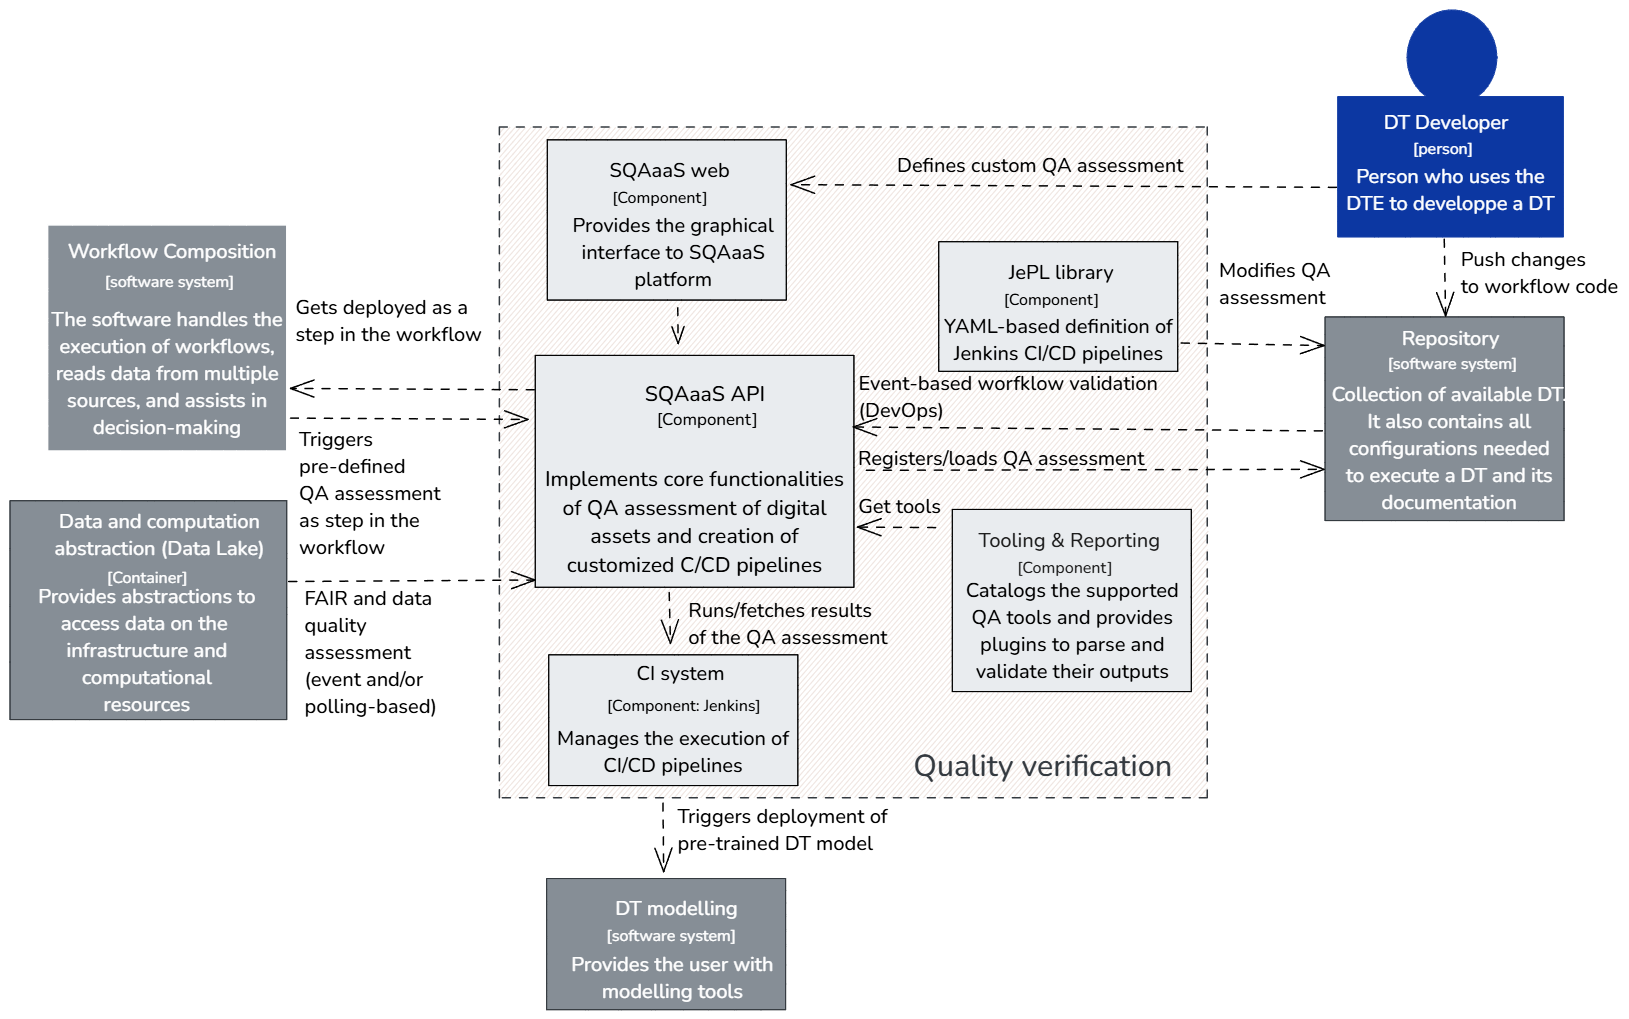 DT Developer
[person]
Person who uses the
DTE to developpe a DT
Defines custom QA assessment
SQAaaS web
[Component]
Provides the graphical
interface to SQAaaS
platform
Push changes
to workflow code
Modifies QA
assessment
JePL library
[Component]
YAML-based definition of
Jenkins CI/CD pipelines
Workflow Composition
[software system]
The software handles the
execution of workflows,
reads data from multiple
sources, and assists in
decision-making
Gets deployed as a
step in the workflow
Repository
[software system]
Collection of available DT.
It also contains all
configurations needed
to execute a DT and its
documentation
SQAaaS API
[Component]
Implements core functionalities
of QA assessment of digital
assets and creation of
customized C/CD pipelines
Event-based worfklow validation
(DevOps)
Registers/loads QA assessment
Get tools
Triggers
pre-defined
QA assessment
as step in the
workflow
Data and computation
abstraction (Data Lake)
[Container]
Provides abstractions to
access data on the
infrastructure and
computational
resources
FAIR and data
quality
assessment
(event and/or
polling-based)
Tooling & Reporting
[Component]
Catalogs the supported
QA tools and provides
plugins to parse and
validate their outputs
Runs/fetches results
of the QA assessment
CI system
[Component: Jenkins]
Manages the execution of
CI/CD pipelines
Quality verification
Triggers deployment of
pre-trained DT model
DT modelling
[software system]
Provides the user with
modelling tools